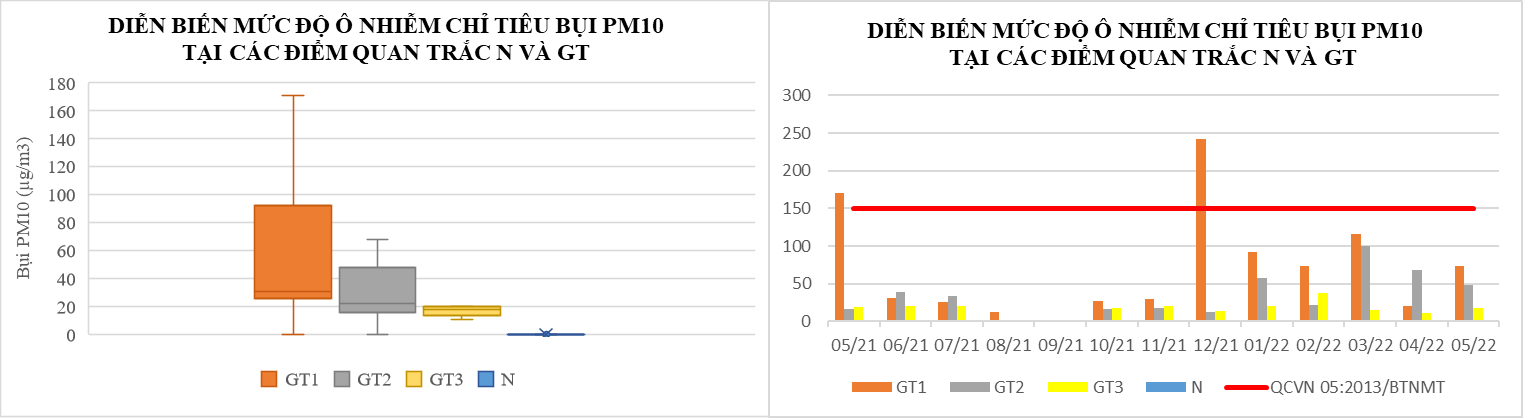 DIỄN BIẾN MỨC ĐỘ Ô NHIỄM CHỈ TIÊU BỤI PM10
TẠI CÁC ĐIỂM QUAN TRẮC N VÀ GT
Bụi PM10 (µg/m3)
180
160
140
120
100
80
60
40
20
0
GT1 GT2 GT3 N
DIỄN BIẾN MỨC ĐỘ Ô NHIỄM CHỈ TIÊU BỤI PM10
TẠI CÁC ĐIỂM QUAN TRẮC N VÀ GT
300
250
200
150
100
50
0
05/21 06/21 07/21 08/21 09/21 10/21 11/21 12/21 01/22 02/22 03/22 04/22 05/22
GT1 GT2 GT3 N QCVN 05:2013/BTNMT